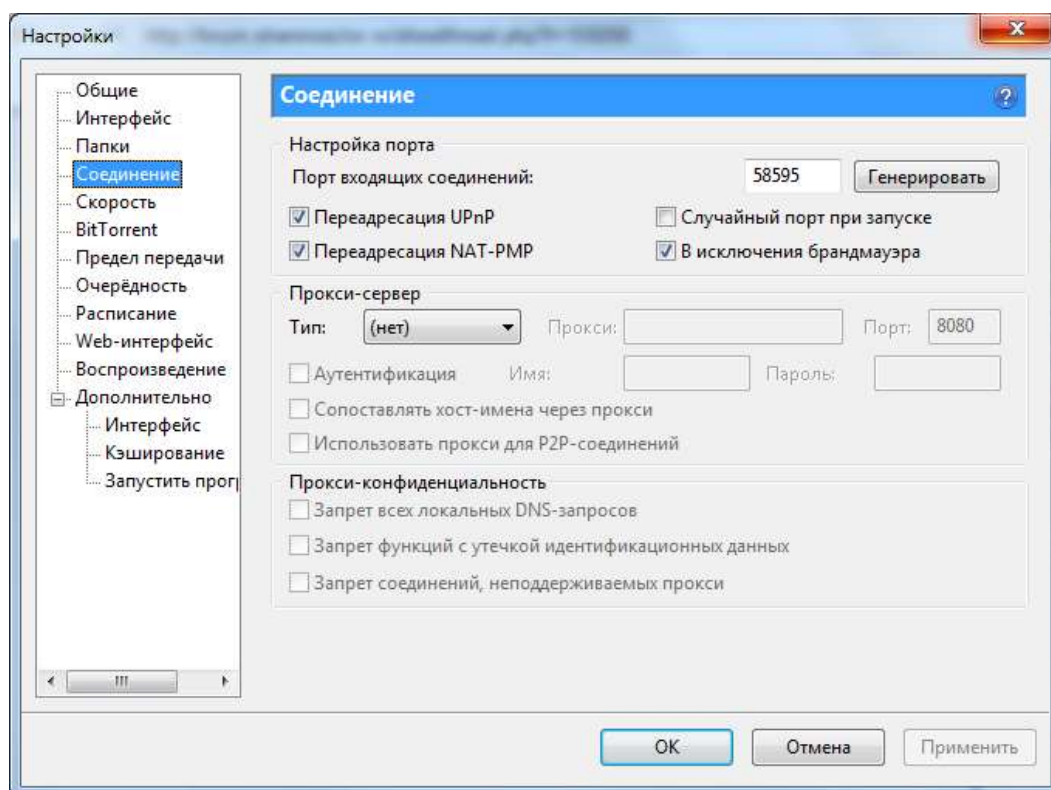 Настройки
Общие
Интерфейс
Папки
Соединение
Скорость
BitTorrent
Предел передачи
Очерёдность
Расписание
Web-интерфейс
Воспроизведение
Дополнительно
Интерфейс
Кэширование
Запустить прогр
Соединение
Настройка порта
Порт входящих соединений: 58595 Генерировать
Переадресация UPnP Случайный порт при запуске
Переадресация NAT-PMP В исключения брандмауэра
Прокси-сервер
Тип: (нет) Прокси: Порт: 8080
Аутентификация Имя: Пароль:
Сопоставлять хост-имена через прокси
Использовать прокси для P2P-соединений
Прокси-конфиденциальность
Запрет всех локальных DNS-запросов
Запрет функций с утечкой идентификационных данных
Запрет соединений, неподдерживаемых прокси
OK Отмена Применить